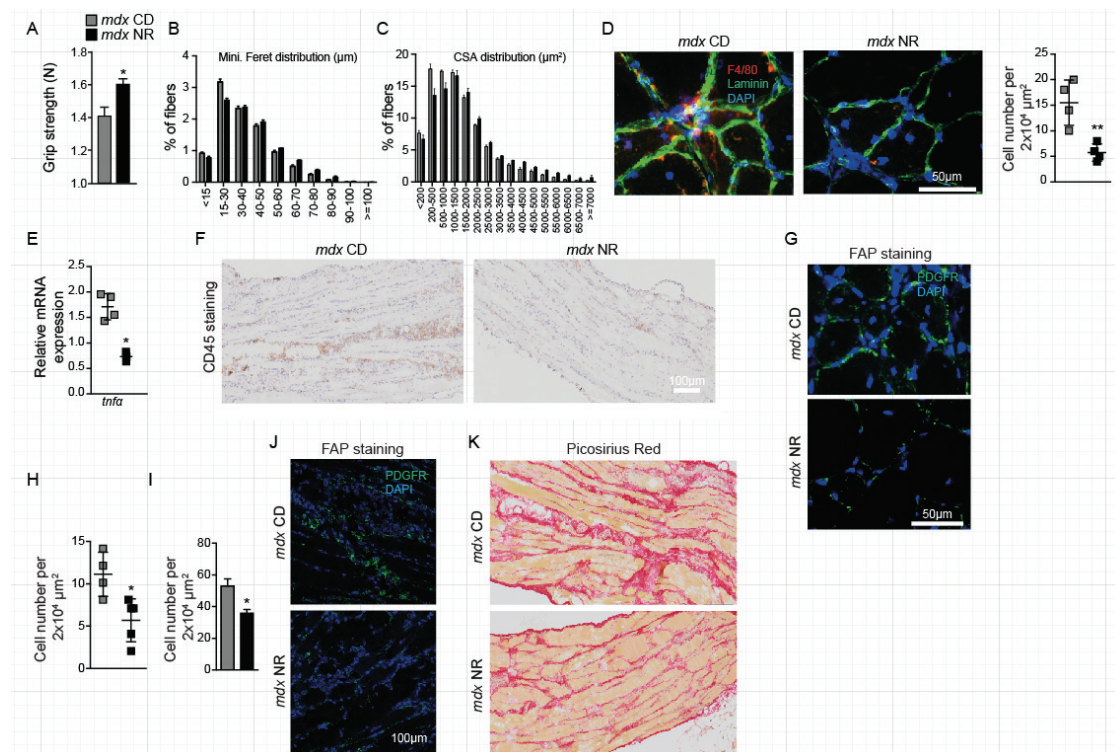 A
mdx CD
mdx NR
Grip strength (N)
1.8
1.6
1.4
1.2
1.0
*
B
Mini. Feret distribution (µm)
% of fibers
4
3
2
1
0
<15
15-30
30-40
40-50
50-60
60-70
70-80
80-90
90-100
>=100
C
CSA distribution (µm²)
% of fibers
20
15
10
5
0
<200
200-500
500-1000
1000-1500
1500-2000
2000-2500
2500-3000
3000-3500
3500-4000
4000-4500
4500-5000
5000-5500
5500-6000
6000-6500
6500-7000
>=7000
D
mdx CD
mdx NR
F4/80
Laminin
DAPI
50µm
Cell number per
2x10⁴ µm²
25
20
15
10
5
0
**
E
Relative mRNA
expression
2.5
2.0
1.5
1.0
0.5
0.0
*
tnfα
F
mdx CD
mdx NR
CD45 staining
100µm
G
FAP staining
PDGFR
DAPI
mdx CD
mdx NR
50µm
H
Cell number per
2x10⁴ µm²
15
10
5
0
*
I
Cell number per
2x10⁴ µm²
80
60
40
20
0
*
J
FAP staining
PDGFR
DAPI
mdx CD
mdx NR
100µm
K
Picosirius Red
mdx CD
mdx NR